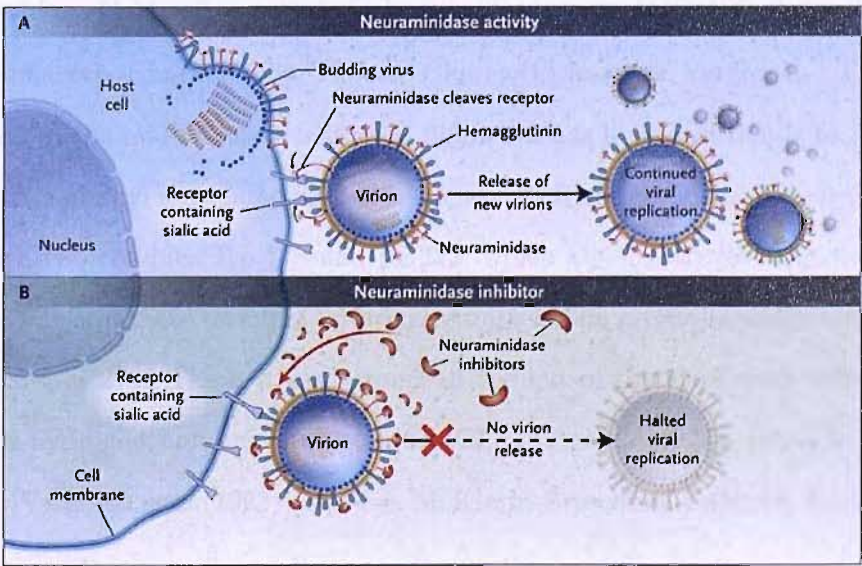 A
Neuraminidase activity
Host
cell
Budding virus
Neuraminidase cleaves receptor
Hemagglutinin
Receptor
containing
sialic acid
Virion
Release of
new virions
Continued
viral
replication
Neuraminidase
Nucleus
B
Neuraminidase inhibitor
Neuraminidase
inhibitors
Receptor
containing
sialic acid
Virion
No virion
release
Halted
viral
replication
Cell
membrane